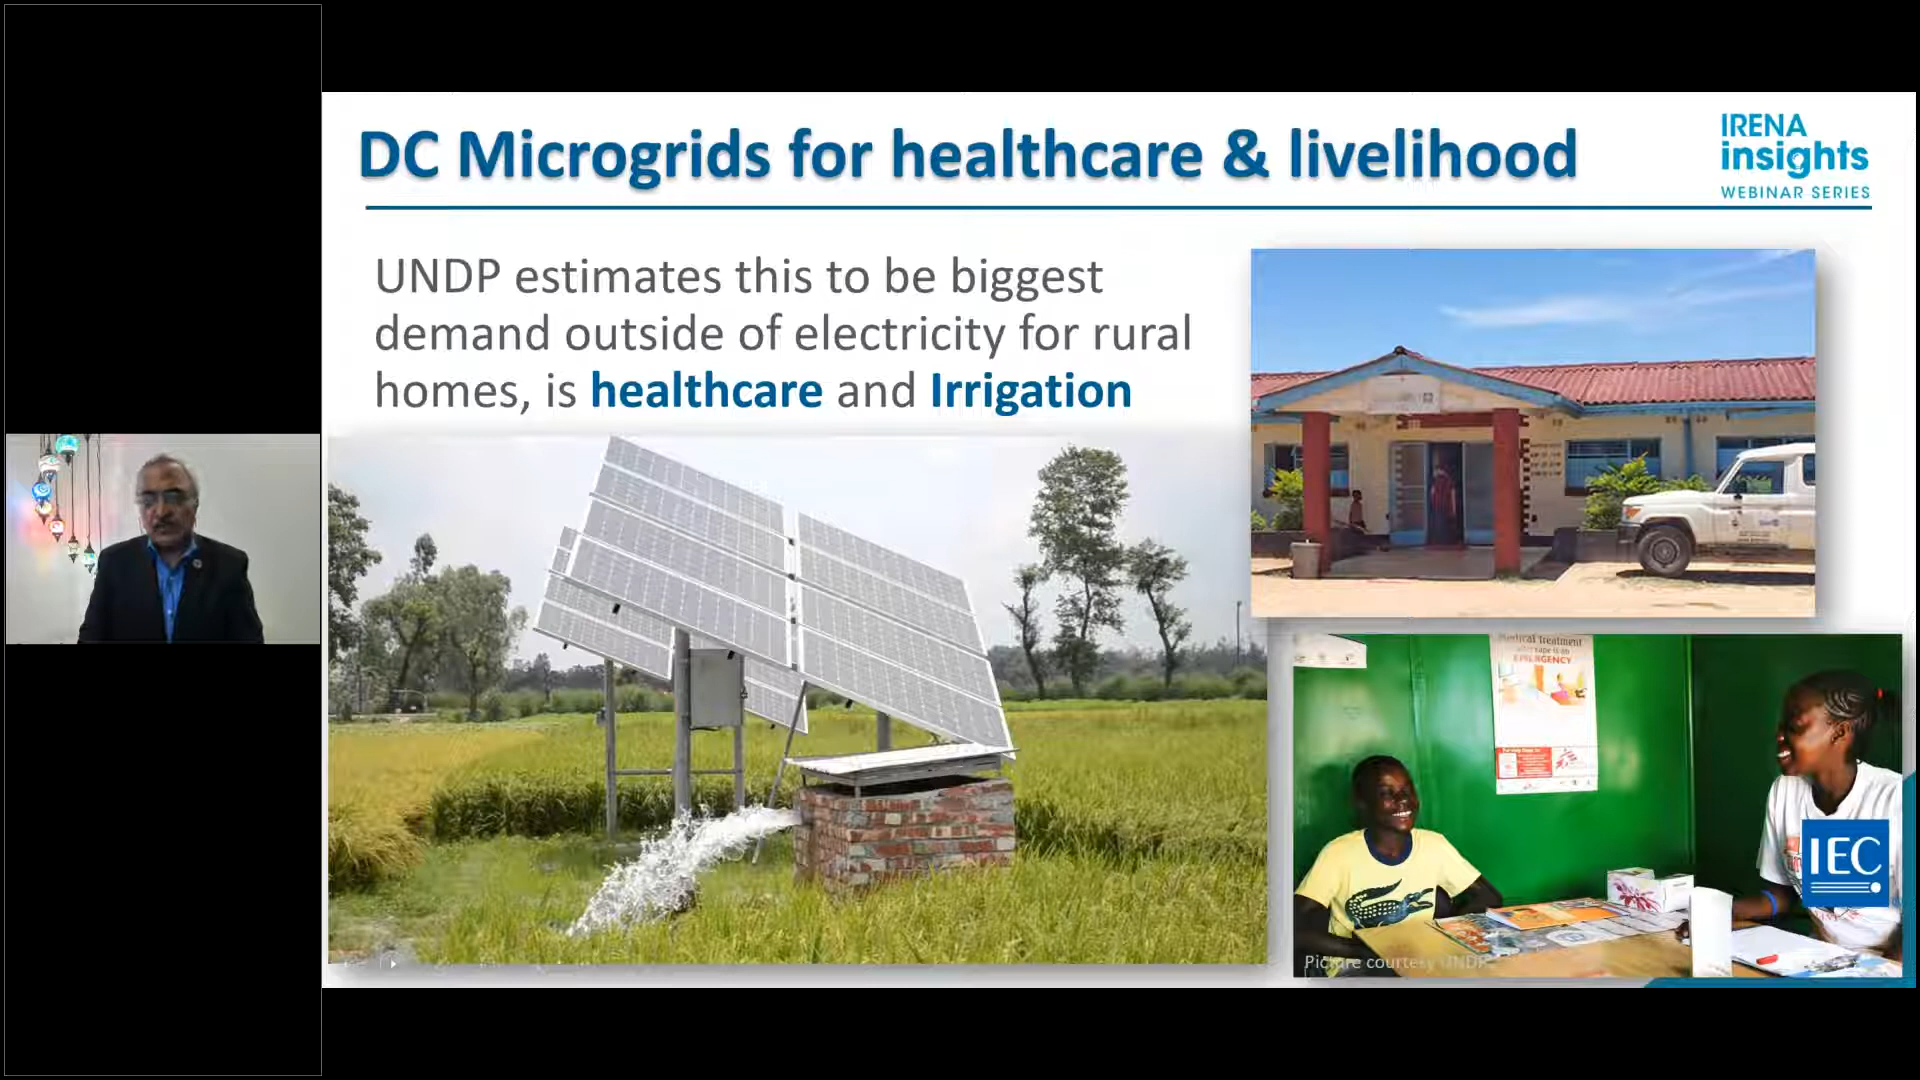 DC Microgrids for healthcare & livelihood
IRENA
insights
WEBINAR SERIES
UNDP estimates this to be biggest
demand outside of electricity for rural
homes, is healthcare and Irrigation
Medical Treatment
EMERGENCY
IEC
Picture courtesy UNDP